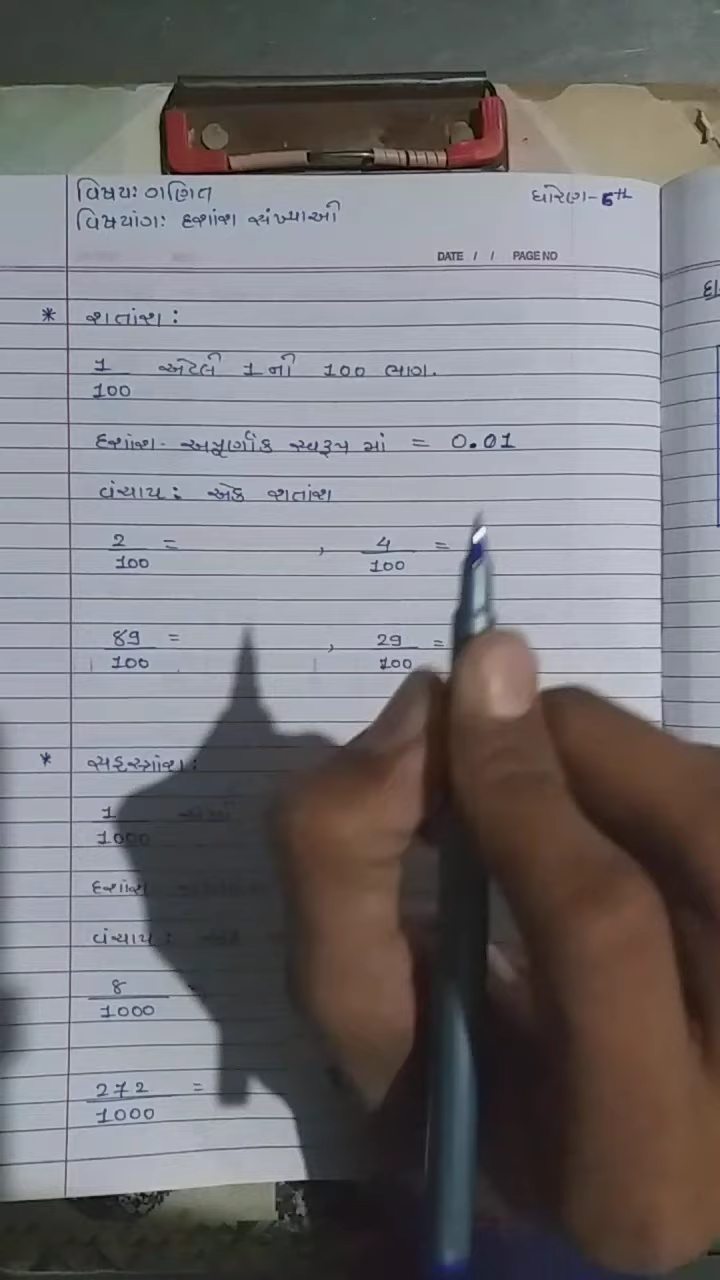 વિષય: ગણિત
ધોરણ- 5th
વિષયાંગ: દશાંશ સંખ્યાઓ
DATE / / PAGE NO
* શતાંશ:
1/100 એટલે 1 ની 100 ભાગ.
દશાંશ- અપૂર્ણાંક સ્વરૂપ માં = 0.01
વંચાય: એક શતાંશ
2/100 = , 4/100 =
89/100 = , 29/100 =
* સહસ્ત્રાંશ:
1/1000
દશાંશ
વંચાય: એક
8/1000
272/1000 =